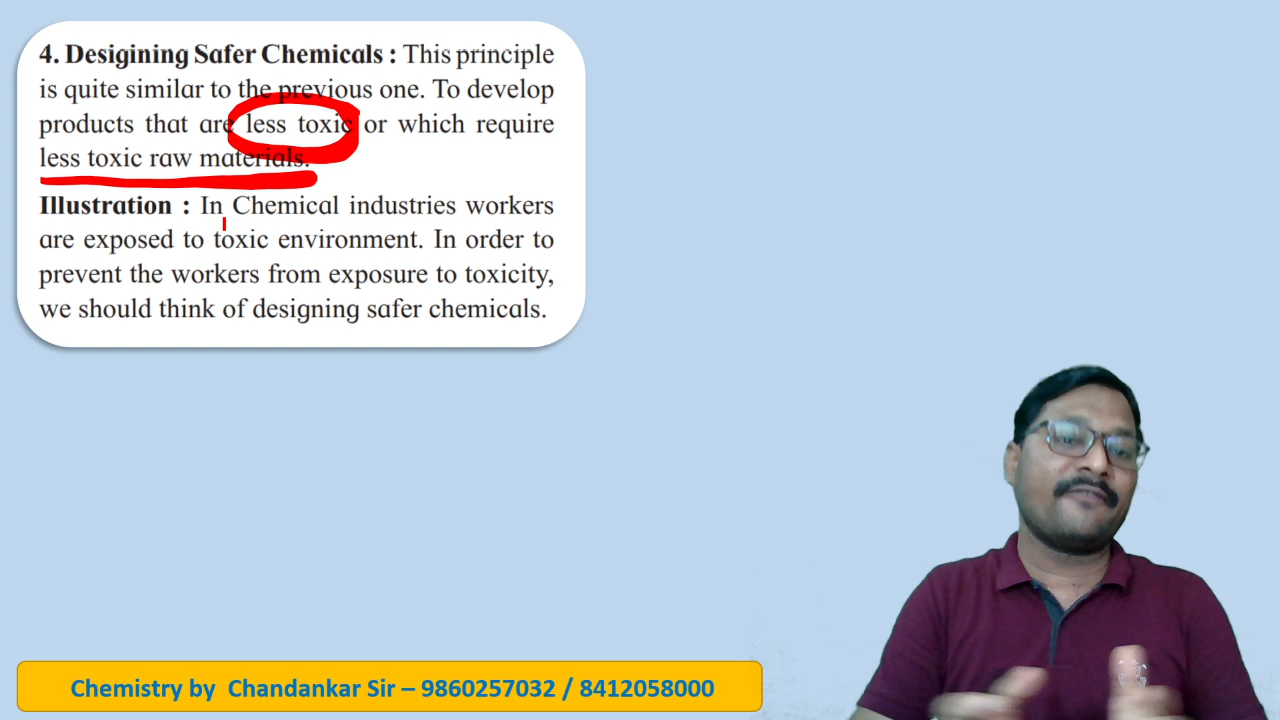 4. Desigining Safer Chemicals : This principle
is quite similar to the previous one. To develop
products that are less toxic or which require
less toxic raw materials.
Illustration : In Chemical industries workers
are exposed to toxic environment. In order to
prevent the workers from exposure to toxicity,
we should think of designing safer chemicals.
Chemistry by Chandankar Sir – 9860257032 / 8412058000